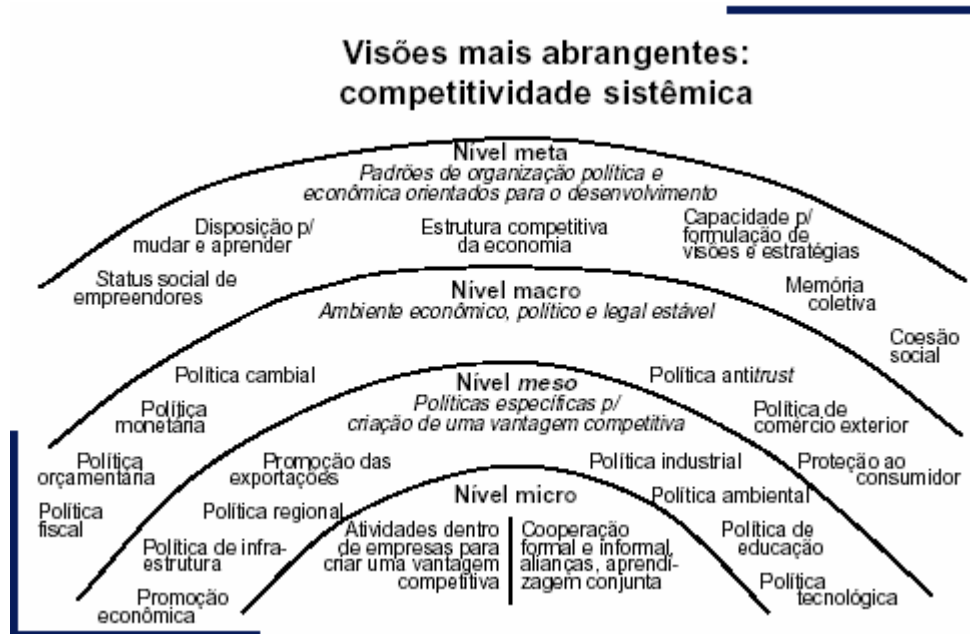 Visões mais abrangentes:
competitividade sistêmica
Nível meta
Padrões de organização política e
econômica orientados para o desenvolvimento
Disposição p/
mudar e aprender
Estrutura competitiva
da economia
Capacidade p/
formulação de
visões e estratégias
Status social de
empreendores
Memória
coletiva
Coesão
social
Nível macro
Ambiente econômico, político e legal estável
Política cambial
Política antitrust
Política
monetária
Política de
comércio exterior
Política
orçamentária
Proteção ao
consumidor
Política
fiscal
Nível meso
Políticas específicas p/
criação de uma vantagem competitiva
Promoção das
exportações
Política industrial
Política regional
Política ambiental
Política de infra-
estrutura
Política de
educação
Promoção
econômica
Política
tecnológica
Nível micro
Atividades dentro
de empresas para
criar uma vantagem
competitiva
Cooperação
formal e informal,
alianças, aprendi-
zagem conjunta